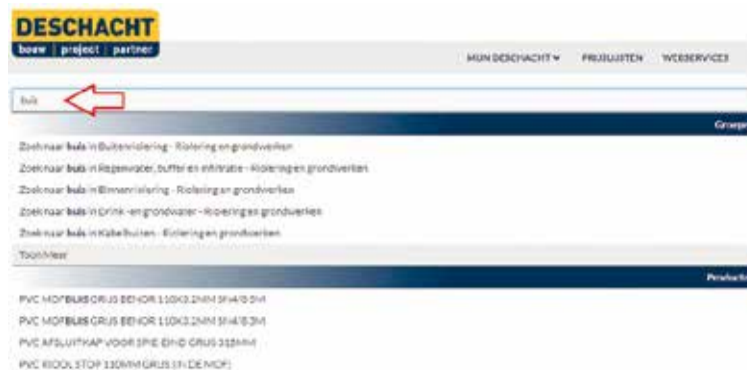 DESCHACHT
bouw | project | partner
MIJN DESCHACHT PRIJSLIJSTEN WEBSERVICES
buis
Groepe
Zoek naar buis in Buitenriolering - Riolering en grondwerken
Zoek naar buis in Regenwater, buffer en infiltratie - Riolering en grondwerken
Zoek naar buis in Binnenriolering - Riolering en grondwerken
Zoek naar buis in Drink -en grondwater - Riolering en grondwerken
Zoek naar buis in Kabelbuizen - Riolering en grondwerken
Toon Meer
Producte
PVC MOFBUIS GRIJS BENOR 110X3.2MM SN4/8 5M
PVC MOFBUIS GRIJS BENOR 110X3.2MM SN4/8 3M
PVC AFSLUITKAP VOOR SPIE-EIND GRIJS 315MM
PVC RIOOL STOP 110MM GRIJS (IN DE MOF)